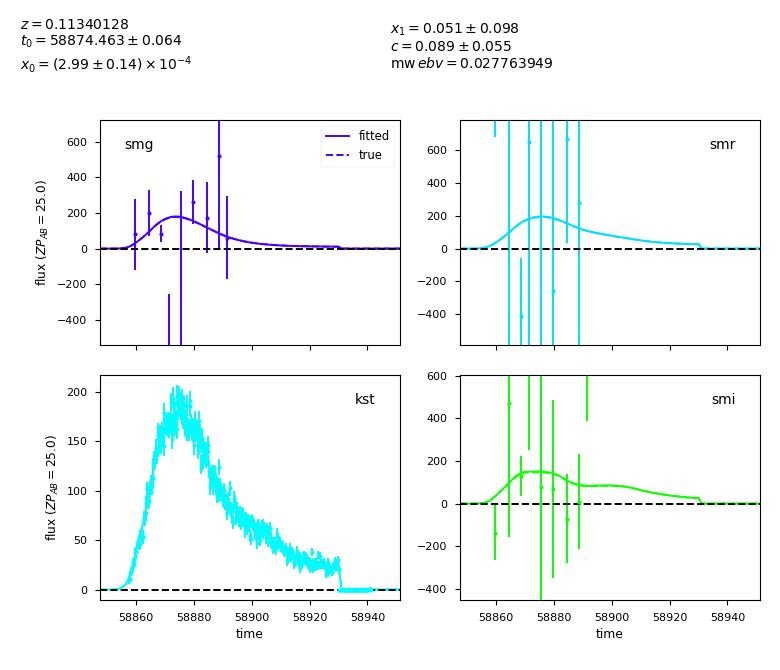 z = 0.11340128
t₀ = 58874.463 ± 0.064
x₀ = (2.99 ± 0.14) × 10⁻⁴
x₁ = 0.051 ± 0.098
c = 0.089 ± 0.055
mw ebv = 0.027763949
smg
fitted
true
600
400
200
0
−200
−400
flux (ZP_AB = 25.0)
smr
600
400
200
0
−200
−400
kst
200
150
100
50
0
flux (ZP_AB = 25.0)
58860 58880 58900 58920 58940
time
smi
600
400
200
0
−200
−400
58860 58880 58900 58920 58940
time